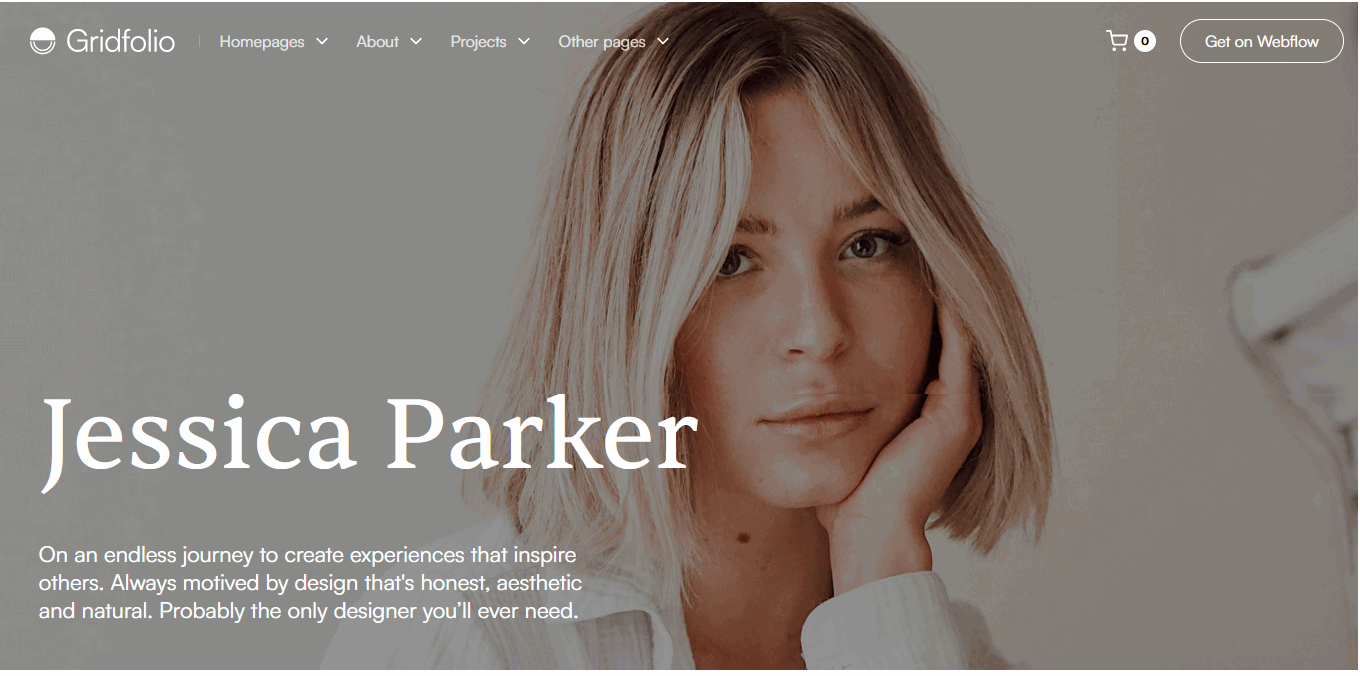 Gridfolio
Homepages
About
Projects
Other pages
0
Get on Webflow
Jessica Parker
On an endless journey to create experiences that inspire
others. Always motived by design that's honest, aesthetic
and natural. Probably the only designer you’ll ever need.